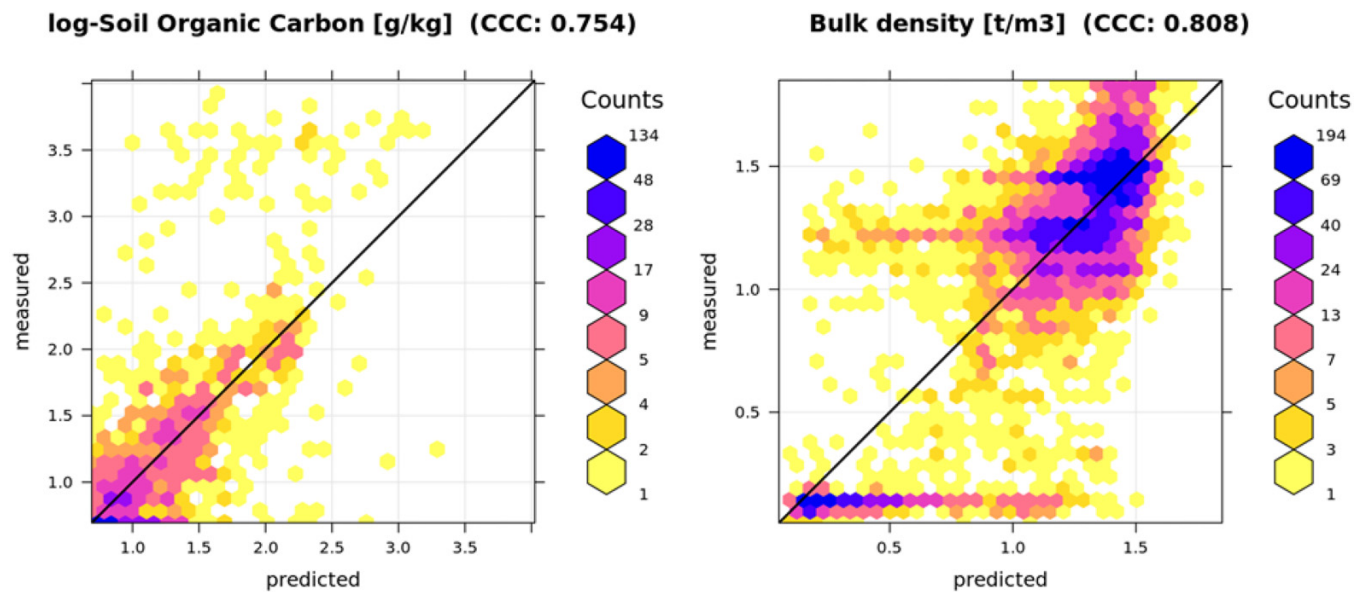 log-Soil Organic Carbon [g/kg]  (CCC: 0.754)
Counts
134
48
28
17
9
5
4
2
1
measured
3.5
3.0
2.5
2.0
1.5
1.0
1.0 1.5 2.0 2.5 3.0 3.5
predicted
Bulk density [t/m3]  (CCC: 0.808)
Counts
194
69
40
24
13
7
5
3
1
measured
1.5
1.0
0.5
0.5 1.0 1.5
predicted